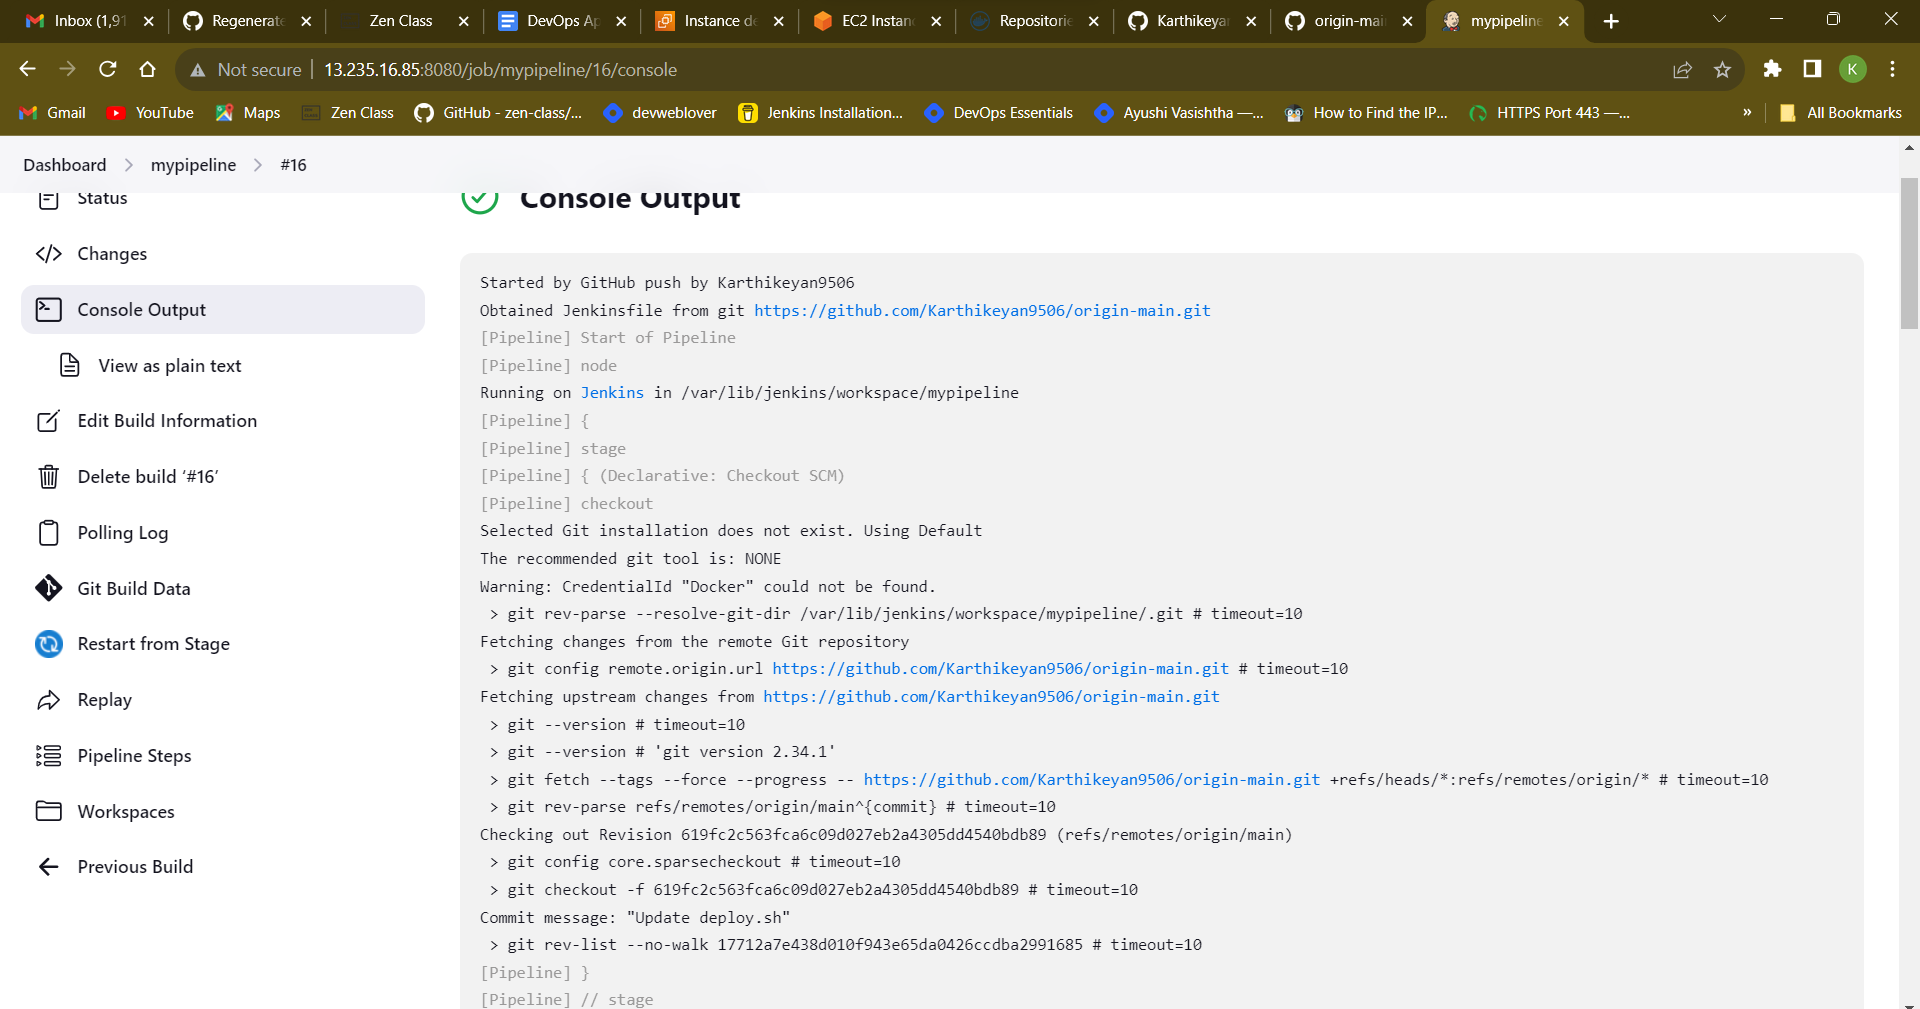 Inbox (1,91
Regenerate
Zen Class
DevOps Ap
Instance de
EC2 Instanc
Repositorie
Karthikeyan
origin-mai
mypipeline
Not secure
13.235.16.85:8080/job/mypipeline/16/console
K
Gmail
YouTube
Maps
Zen Class
GitHub - zen-class/...
devweblover
Jenkins Installation...
DevOps Essentials
Ayushi Vasishtha —...
How to Find the IP...
HTTPS Port 443 —...
»
All Bookmarks
Dashboard
mypipeline
#16
Status
Changes
Console Output
View as plain text
Edit Build Information
Delete build ‘#16’
Polling Log
Git Build Data
Restart from Stage
Replay
Pipeline Steps
Workspaces
Previous Build
Console Output
Started by GitHub push by Karthikeyan9506
Obtained Jenkinsfile from git https://github.com/Karthikeyan9506/origin-main.git
[Pipeline] Start of Pipeline
[Pipeline] node
Running on Jenkins in /var/lib/jenkins/workspace/mypipeline
[Pipeline] {
[Pipeline] stage
[Pipeline] { (Declarative: Checkout SCM)
[Pipeline] checkout
Selected Git installation does not exist. Using Default
The recommended git tool is: NONE
Warning: CredentialId "Docker" could not be found.
> git rev-parse --resolve-git-dir /var/lib/jenkins/workspace/mypipeline/.git # timeout=10
Fetching changes from the remote Git repository
> git config remote.origin.url https://github.com/Karthikeyan9506/origin-main.git # timeout=10
Fetching upstream changes from https://github.com/Karthikeyan9506/origin-main.git
> git --version # timeout=10
> git --version # 'git version 2.34.1'
> git fetch --tags --force --progress -- https://github.com/Karthikeyan9506/origin-main.git +refs/heads/*:refs/remotes/origin/* # timeout=10
> git rev-parse refs/remotes/origin/main^{commit} # timeout=10
Checking out Revision 619fc2c563fca6c09d027eb2a4305dd4540bdb89 (refs/remotes/origin/main)
> git config core.sparsecheckout # timeout=10
> git checkout -f 619fc2c563fca6c09d027eb2a4305dd4540bdb89 # timeout=10
Commit message: "Update deploy.sh"
> git rev-list --no-walk 17712a7e438d010f943e65da0426ccdba2991685 # timeout=10
[Pipeline] }
[Pipeline] // stage